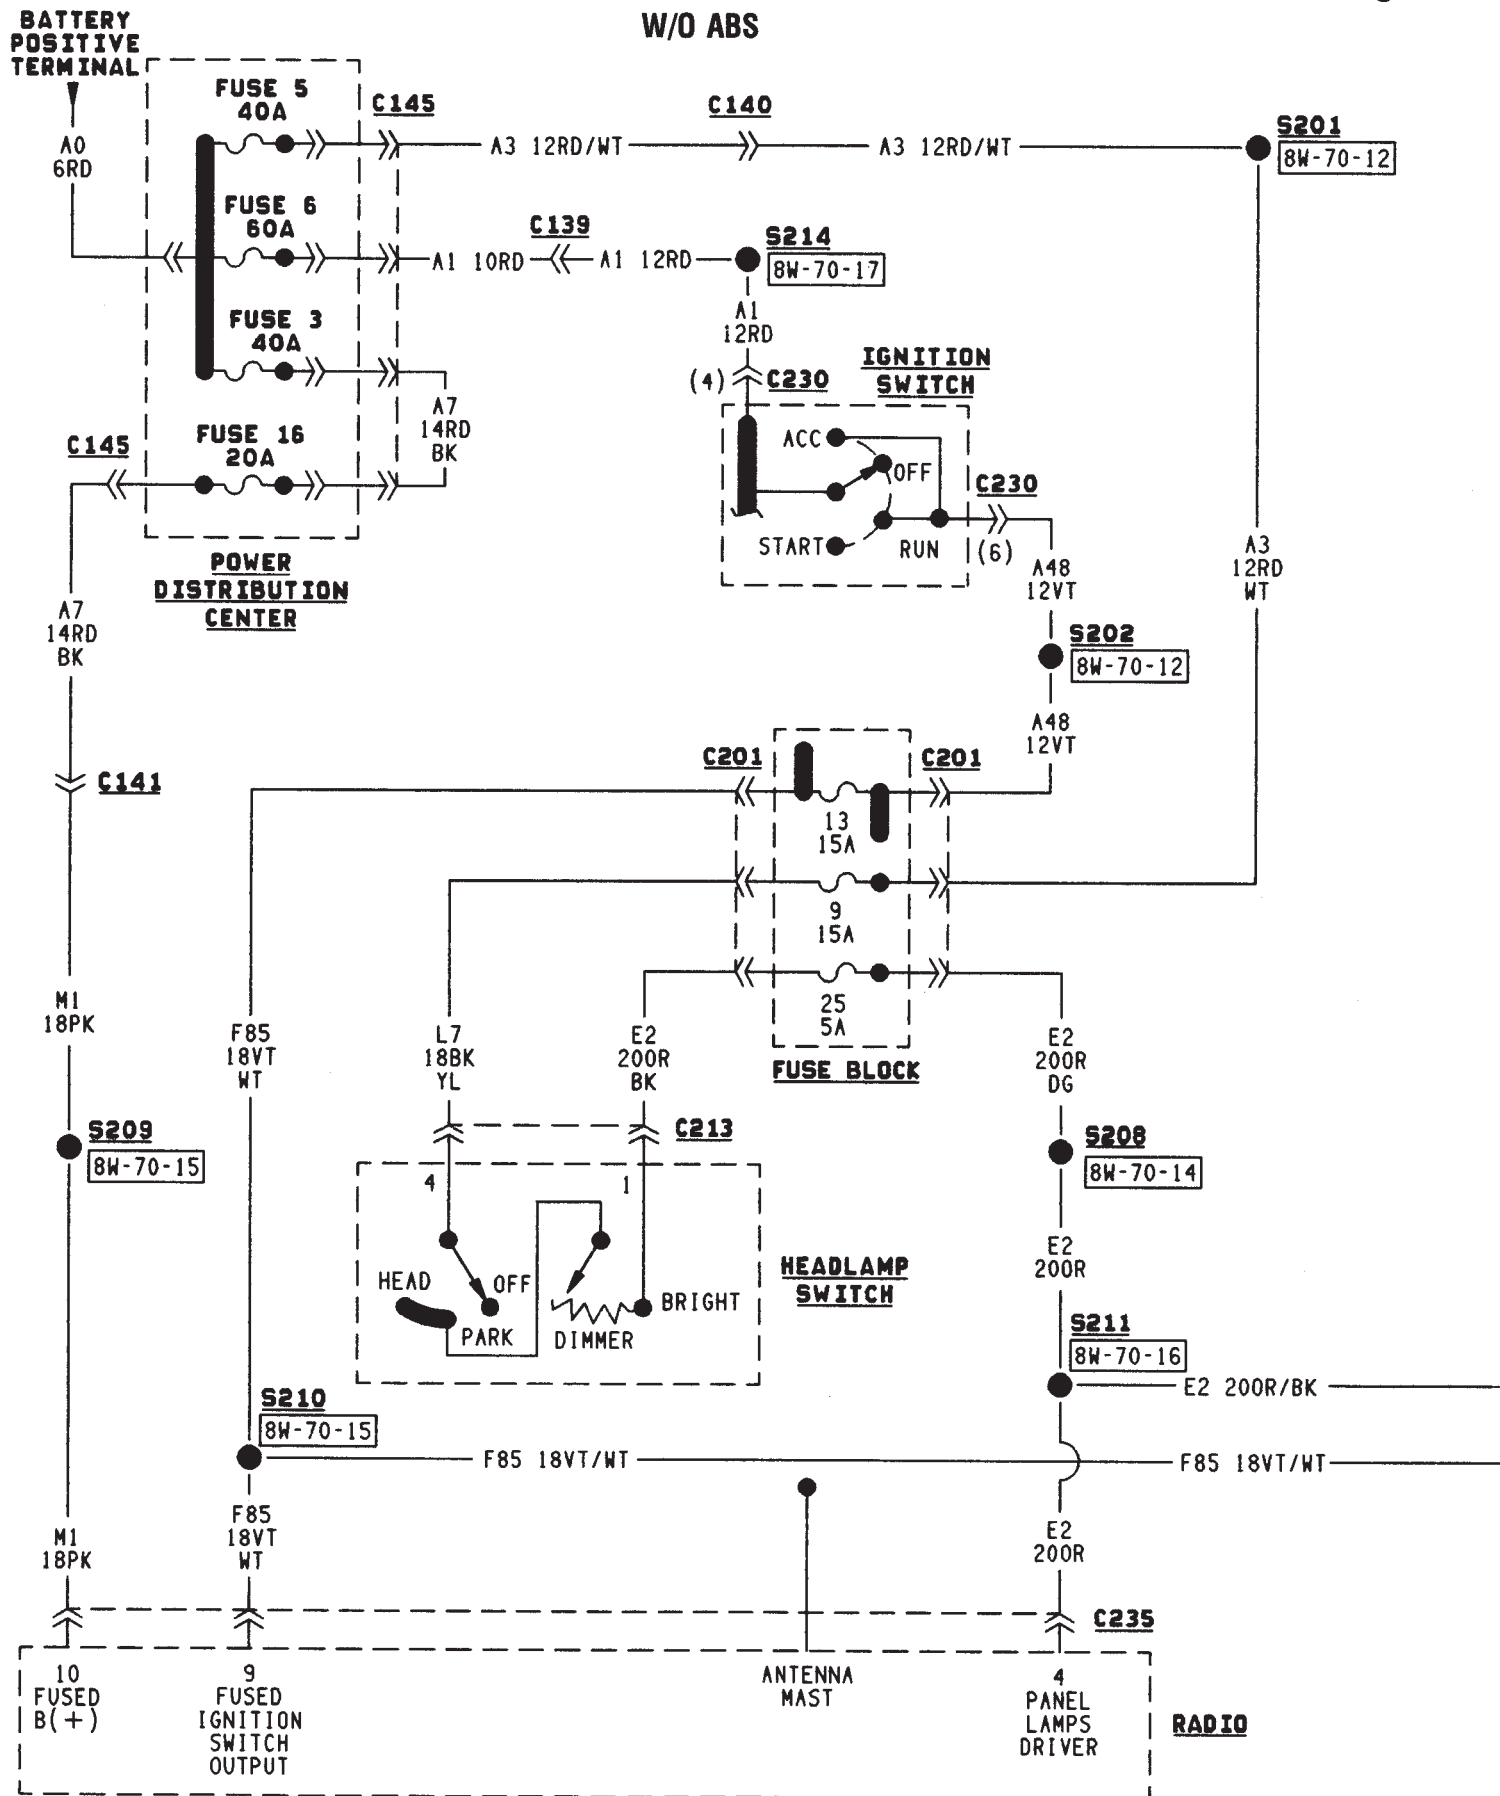 W/O ABS
BATTERY
POSITIVE
TERMINAL
A0
6RD
FUSE 5
40A
C145
A3 12RD/WT
C140
A3 12RD/WT
S201
8W-70-12
FUSE 6
60A
A1 10RD
C139
A1 12RD
S214
8W-70-17
A1
12RD
FUSE 3
40A
A7
14RD
BK
FUSE 16
20A
C145
POWER
DISTRIBUTION
CENTER
(4)
C230
IGNITION
SWITCH
ACC
OFF
START
RUN
C230
(6)
A48
12VT
A3
12RD
WT
S202
8W-70-12
A48
12VT
A7
14RD
BK
C141
C201
C201
13
15A
9
15A
25
5A
FUSE BLOCK
M1
18PK
F85
18VT
WT
L7
18BK
YL
E2
200R
BK
E2
200R
DG
S209
8W-70-15
C213
S208
8W-70-14
4
1
HEAD
OFF
PARK
DIMMER
BRIGHT
HEADLAMP
SWITCH
E2
200R
S211
8W-70-16
E2 200R/BK
S210
8W-70-15
F85 18VT/WT
F85 18VT/WT
M1
18PK
F85
18VT
WT
E2
200R
C235
10
FUSED
B(+)
9
FUSED
IGNITION
SWITCH
OUTPUT
ANTENNA
MAST
4
PANEL
LAMPS
DRIVER
RADIO